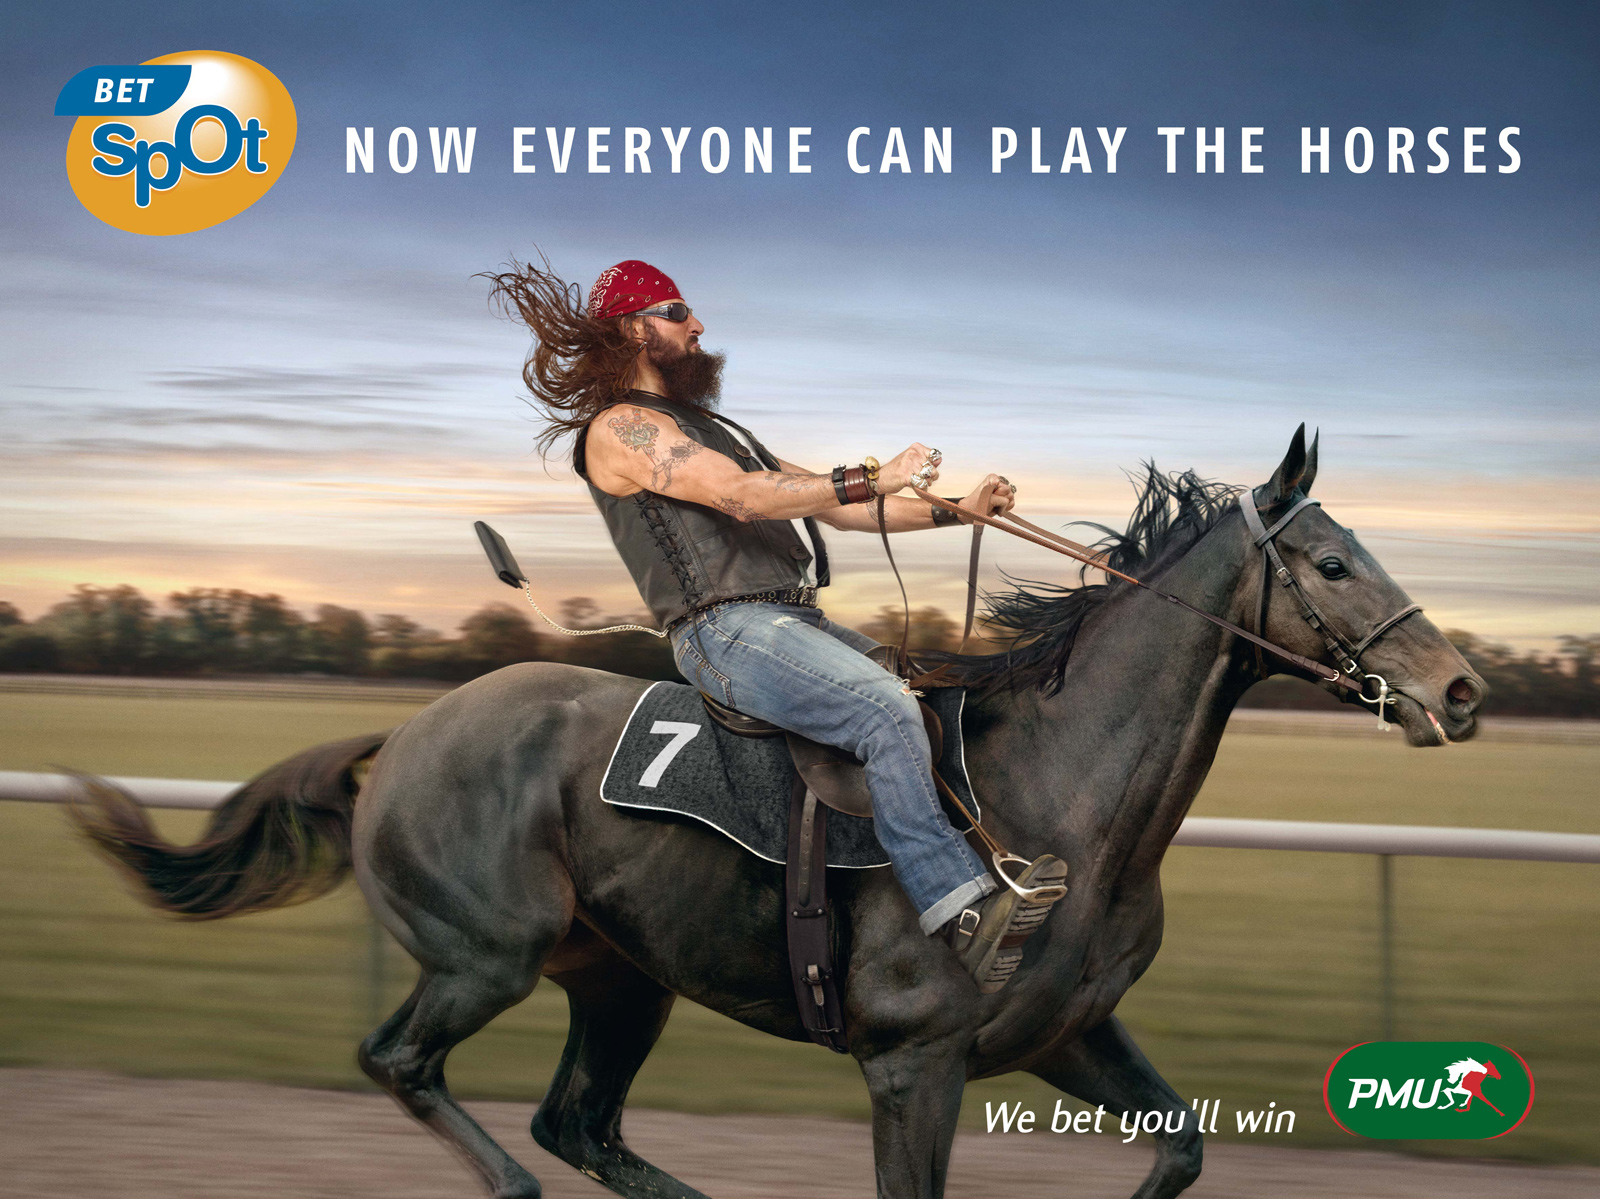 BET
spOt
NOW EVERYONE CAN PLAY THE HORSES
7
We bet you'll win
PMU